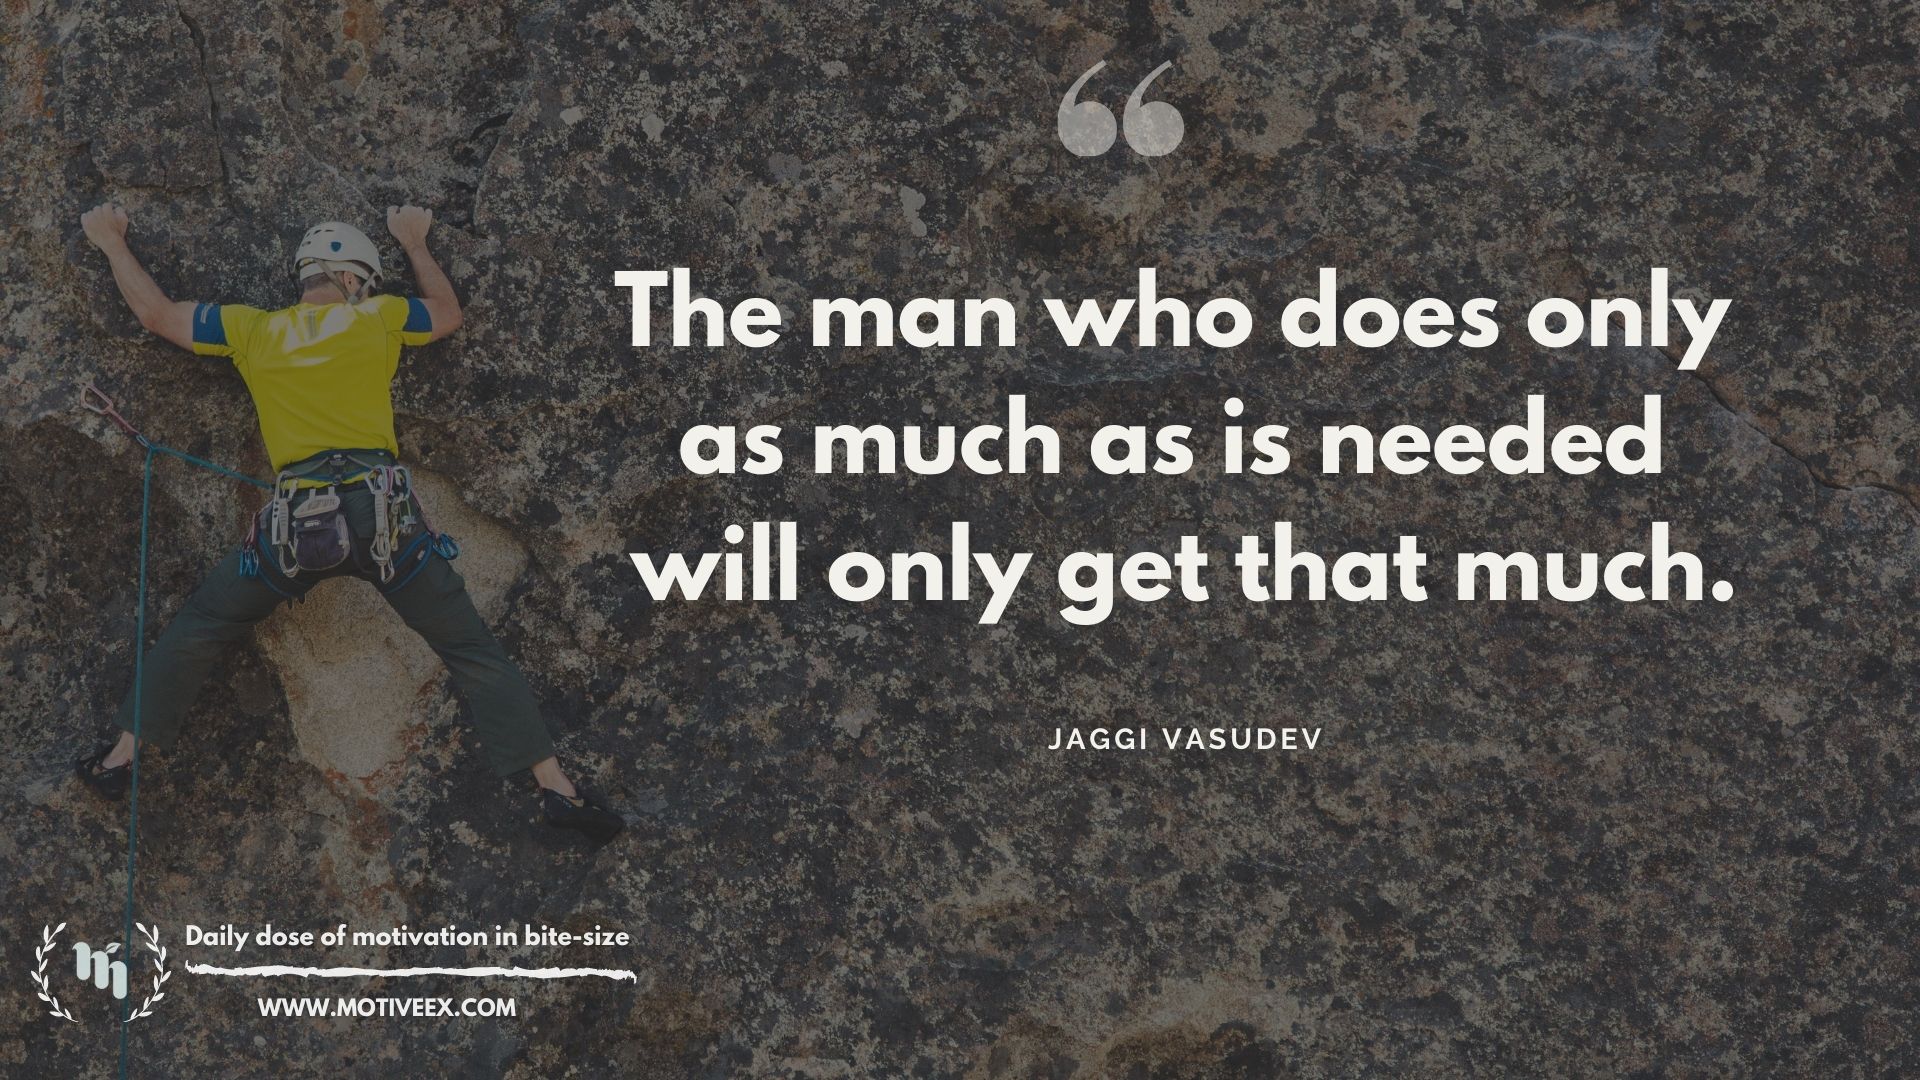 The man who does only
as much as is needed
will only get that much.
JAGGI VASUDEV
Daily dose of motivation in bite-size
WWW.MOTIVEEX.COM